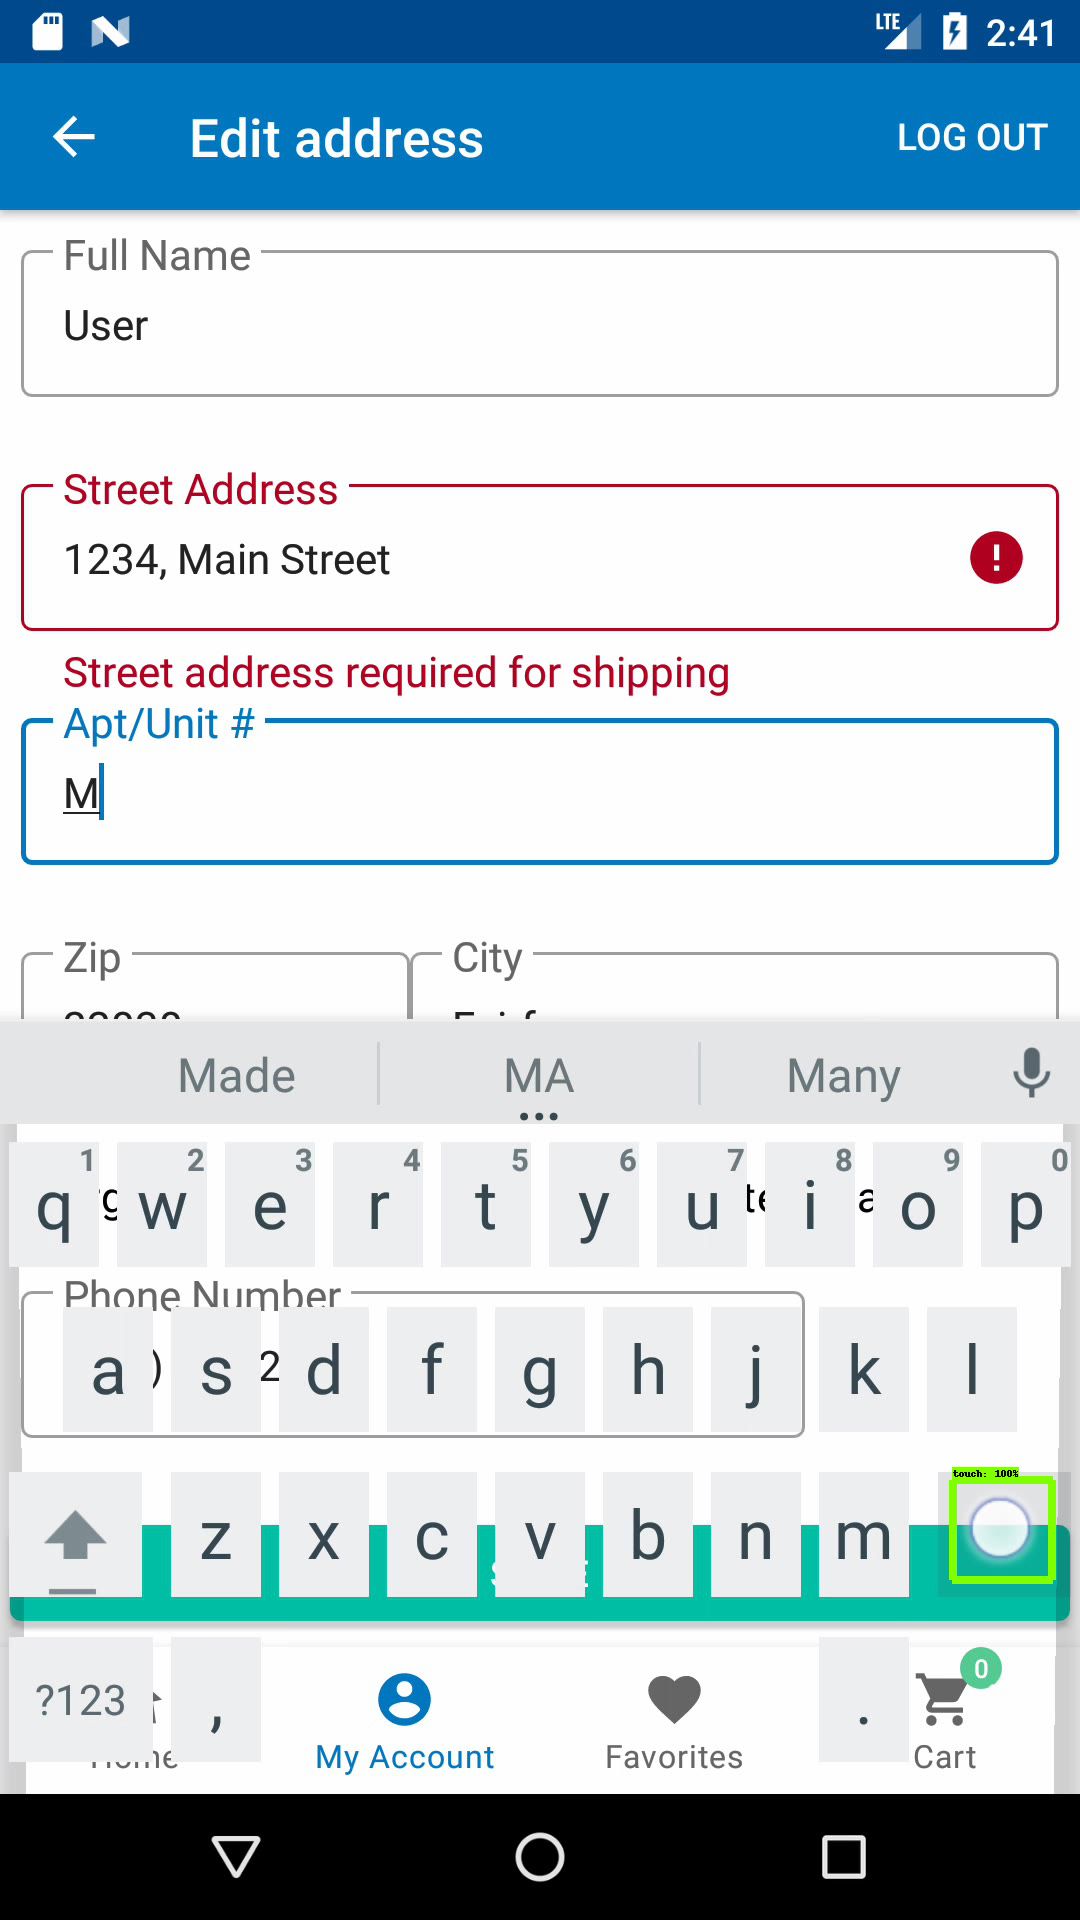 LTE 2:41
Edit address LOG OUT
Full Name
User
Street Address
1234, Main Street
!
Street address required for shipping
Apt/Unit #
M
Zip City
Made MA Many
1 2 3 4 5 6 7 8 9 0
q w e r t y u i o p
Phone Number
a s d f g h j k l
touch: 100%
z x c v b n m
?123 , .
0
Home My Account Favorites Cart